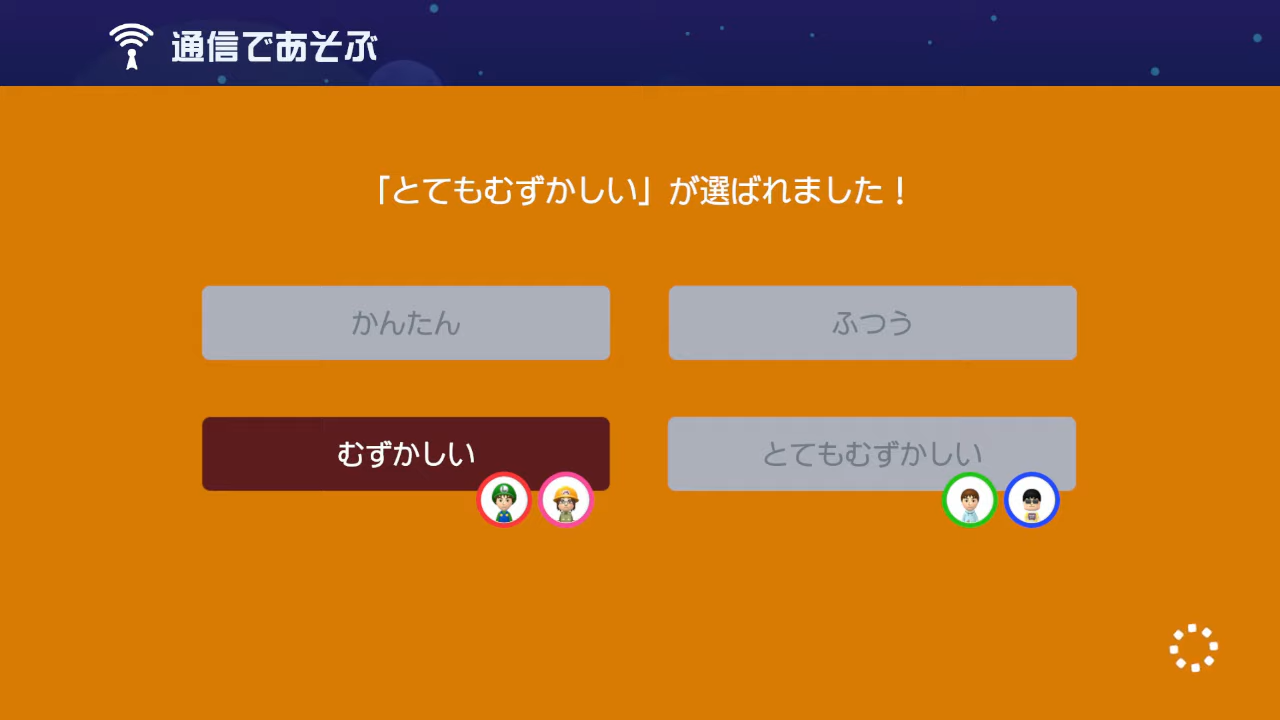 通信であそぶ
「とてもむずかしい」が選ばれました！
かんたん
ふつう
むずかしい
とてもむずかしい